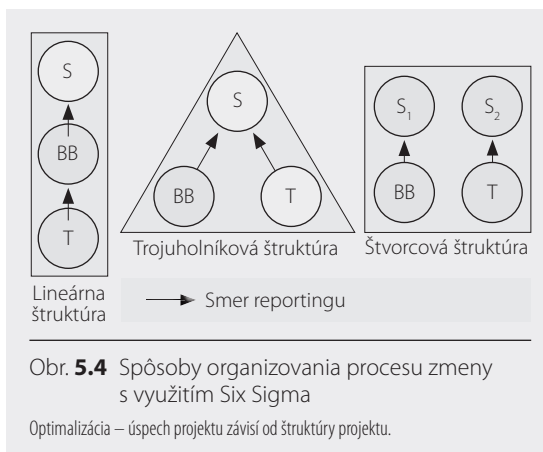 S
BB
T
Lineárna
štruktúra
S
BB
T
Trojuholníková štruktúra
S1
S2
BB
T
Štvorcová štruktúra
Smer reportingu
Obr. 5.4 Spôsoby organizovania procesu zmeny
s využitím Six Sigma
Optimalizácia – úspech projektu závisí od štruktúry projektu.